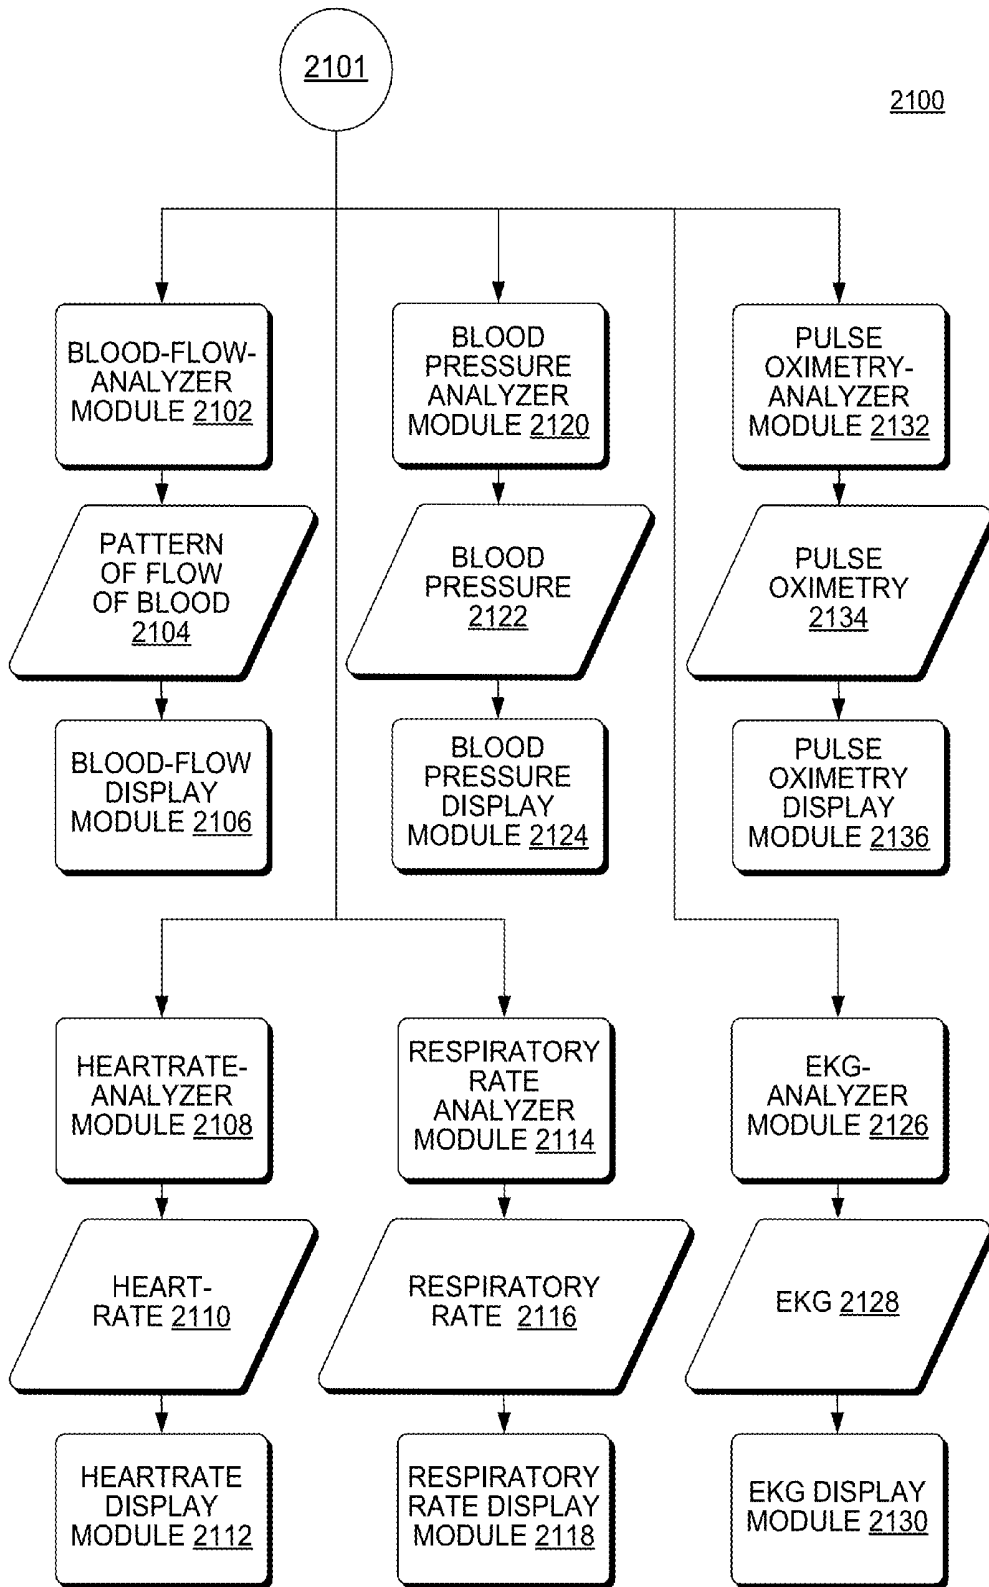 2101
2100
BLOOD-FLOW-
ANALYZER
MODULE 2102
BLOOD
PRESSURE
ANALYZER
MODULE 2120
PULSE
OXIMETRY-
ANALYZER
MODULE 2132
PATTERN
OF FLOW
OF BLOOD
2104
BLOOD
PRESSURE
2122
PULSE
OXIMETRY
2134
BLOOD-FLOW
DISPLAY
MODULE 2106
BLOOD
PRESSURE
DISPLAY
MODULE 2124
PULSE
OXIMETRY
DISPLAY
MODULE 2136
HEARTRATE-
ANALYZER
MODULE 2108
RESPIRATORY
RATE
ANALYZER
MODULE 2114
EKG-
ANALYZER
MODULE 2126
HEART-
RATE 2110
RESPIRATORY
RATE 2116
EKG 2128
HEARTRATE
DISPLAY
MODULE 2112
RESPIRATORY
RATE DISPLAY
MODULE 2118
EKG DISPLAY
MODULE 2130